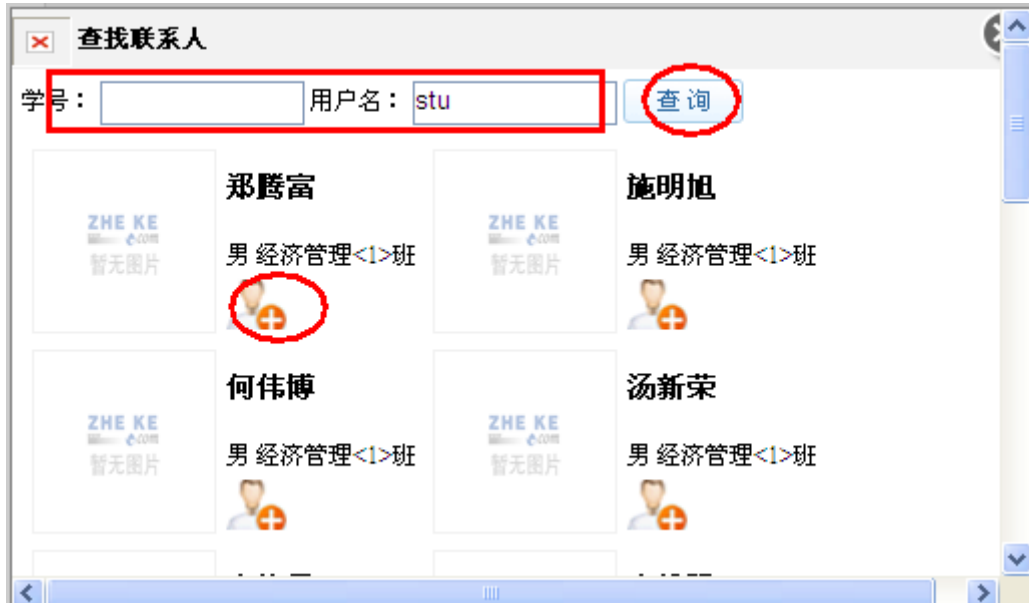 查找联系人
学号： 用户名： stu 查 询
郑腾富 施明旭
ZHE KE ZHE KE
.com .com
暂无图片 暂无图片
男 经济管理<1>班 男 经济管理<1>班
何伟博 汤新荣
ZHE KE ZHE KE
.com .com
暂无图片 暂无图片
男 经济管理<1>班 男 经济管理<1>班